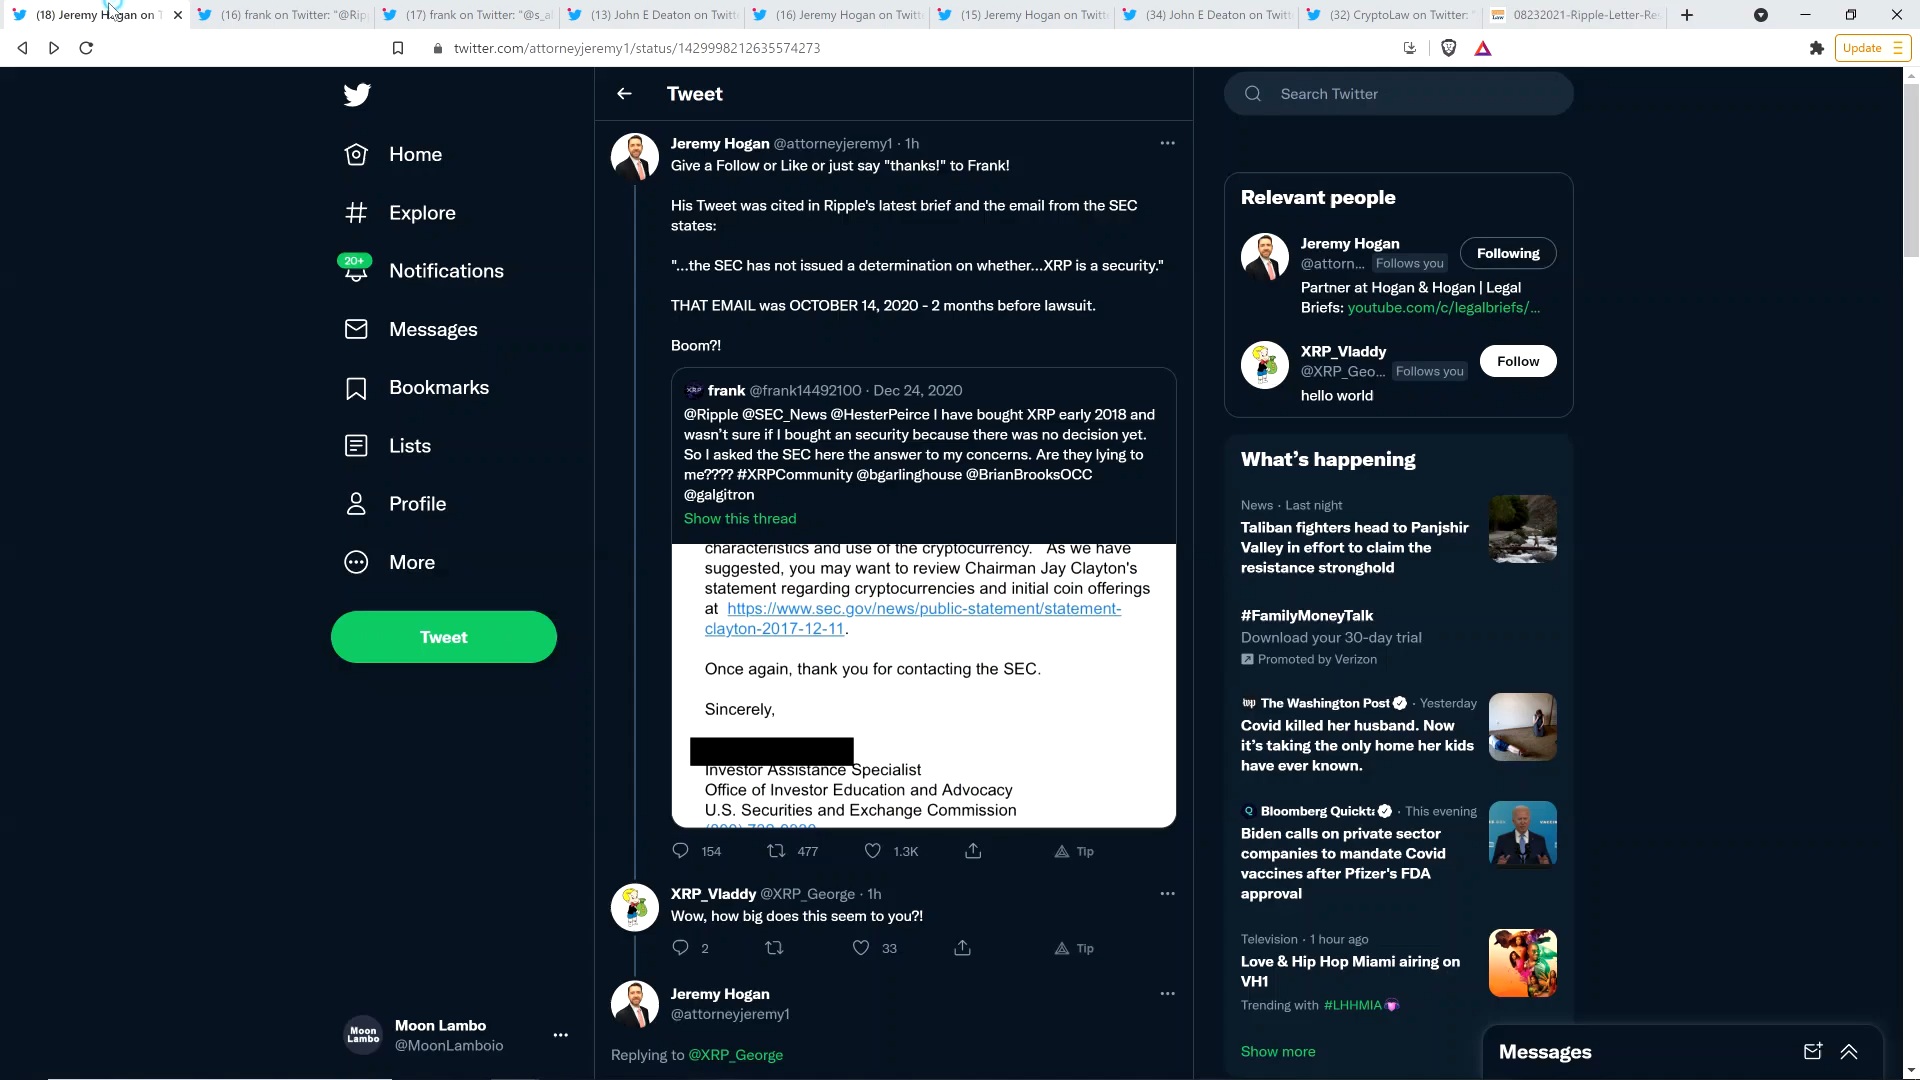 (18) Jeremy Hogan on T
(16) frank on Twitter: "@Rip
(17) frank on Twitter: "@s_al
(13) John E Deaton on Twitt
(16) Jeremy Hogan on Twitt
(15) Jeremy Hogan on Twitt
(34) John E Deaton on Twitt
(32) CryptoLaw on Twitter: "
08232021-Ripple-Letter-Res
twitter.com/attorneyjeremy1/status/1429998212635574273
Update
Home
Explore
20+
Notifications
Messages
Bookmarks
Lists
Profile
More
Tweet
Moon Lambo
Moon Lambo
@MoonLamboio
Tweet
Jeremy Hogan @attorneyjeremy1 · 1h
Give a Follow or Like or just say "thanks!" to Frank!
His Tweet was cited in Ripple's latest brief and the email from the SEC
states:
"...the SEC has not issued a determination on whether...XRP is a security."
THAT EMAIL was OCTOBER 14, 2020 - 2 months before lawsuit.
Boom?!
XRP frank @frank14492100 · Dec 24, 2020
@Ripple @SEC_News @HesterPeirce I have bought XRP early 2018 and
wasn't sure if I bought an security because there was no decision yet.
So I asked the SEC here the answer to my concerns. Are they lying to
me???? #XRPCommunity @bgarlinghouse @BrianBrooksOCC
@galgitron
Show this thread
characteristics and use of the cryptocurrency. As we have
suggested, you may want to review Chairman Jay Clayton's
statement regarding cryptocurrencies and initial coin offerings
at https://www.sec.gov/news/public-statement/statement-
clayton-2017-12-11.
Once again, thank you for contacting the SEC.
Sincerely,
Investor Assistance Specialist
Office of Investor Education and Advocacy
U.S. Securities and Exchange Commission
154 477 1.3K Tip
XRP_Vladdy @XRP_George · 1h
Wow, how big does this seem to you?!
2 33 Tip
Jeremy Hogan
@attorneyjeremy1
Replying to @XRP_George
Search Twitter
Relevant people
Jeremy Hogan
@attorn... Follows you
Following
Partner at Hogan & Hogan | Legal
Briefs: youtube.com/c/legalbriefs/...
XRP_Vladdy
@XRP_Geo... Follows you
Follow
hello world
What's happening
News · Last night
Taliban fighters head to Panjshir
Valley in effort to claim the
resistance stronghold
#FamilyMoneyTalk
Download your 30-day trial
Promoted by Verizon
wp The Washington Post · Yesterday
Covid killed her husband. Now
it's taking the only home her kids
have ever known.
Bloomberg Quickta · This evening
Biden calls on private sector
companies to mandate Covid
vaccines after Pfizer's FDA
approval
Television · 1 hour ago
Love & Hip Hop Miami airing on
VH1
Trending with #LHHMIA
Show more
Messages